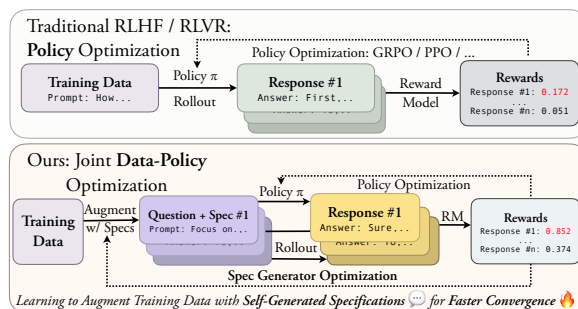 Traditional RLHF / RLVR:
Policy Optimization
Policy Optimization: GRPO / PPO / ...
Training Data
Prompt: How...
Policy π
Rollout
Response #1
Answer: First,..
Reward
Model
Rewards
Response #1: 0.172
...
Response #n: 0.051
Ours: Joint Data-Policy
Optimization
Policy π
Policy Optimization
Training
Data
Augment
w/ Specs
Question + Spec #1
Prompt: Focus on...
Rollout
Response #1
Answer: Sure,..
RM
Rewards
Response #1: 0.852
...
Response #n: 0.374
Spec Generator Optimization
Learning to Augment Training Data with Self-Generated Specifications 💬 for Faster Convergence 🔥